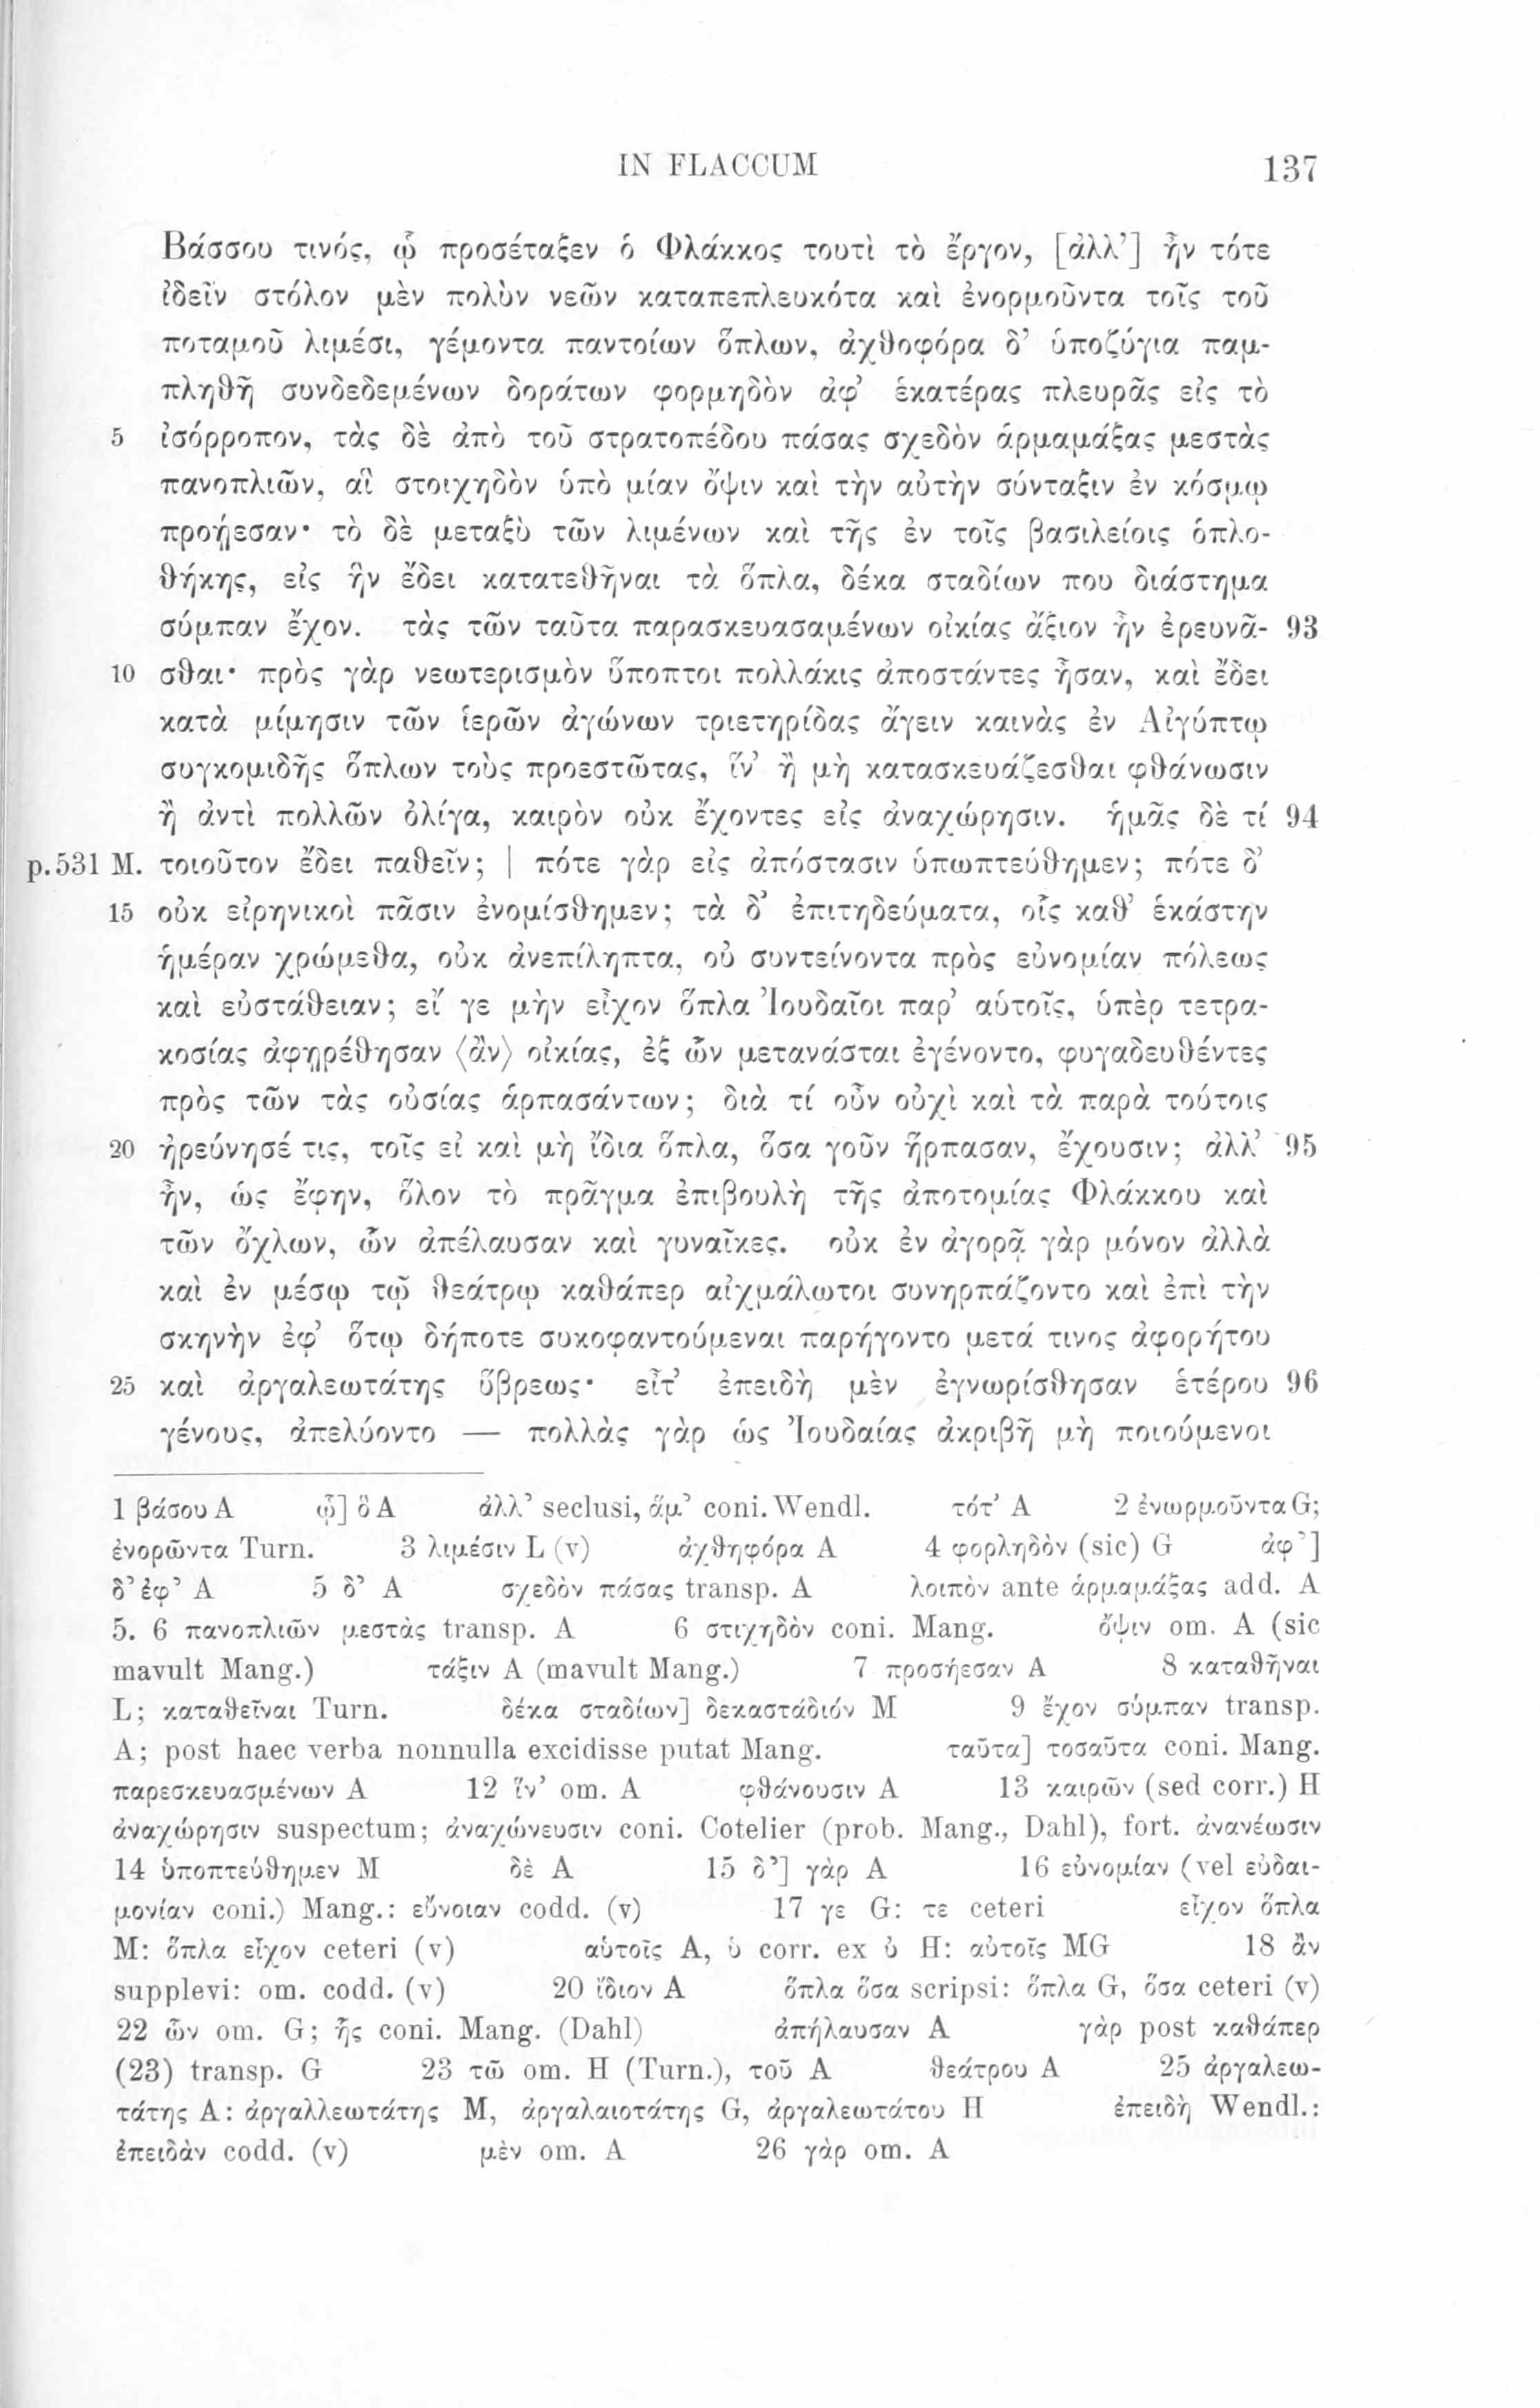 IN FLACCUM 137
Βάσσου τινός, ᾧ προσέταξεν ὁ Φλάκκος τουτὶ τὸ ἔργον, [ἀλλ’] ἦν τότε
ἰδεῖν στόλον μὲν πολὺν νεῶν καταπεπλευκότα καὶ ἐνορμοῦντα τοῖς τοῦ
ποταμοῦ λιμέσι, γέμοντα παντοίων ὅπλων, ἀχθοφόρα δ’ ὑποζύγια παμ-
πληθῆ συνδεδεμένων δοράτων φορμηδὸν ἀφ’ ἑκατέρας πλευρᾶς εἰς τὸ
5 ἰσόρροπον, τὰς δὲ ἀπὸ τοῦ στρατοπέδου πάσας σχεδὸν ἁρμαμάξας μεστὰς
πανοπλιῶν, αἳ στοιχηδὸν ὑπὸ μίαν ὄψιν καὶ τὴν αὐτὴν σύνταξιν ἐν κόσμῳ
προῄεσαν· τὸ δὲ μεταξὺ τῶν λιμένων καὶ τῆς ἐν τοῖς βασιλείοις ὁπλο-
θήκης, εἰς ἣν ἔδει κατατεθῆναι τὰ ὅπλα, δέκα σταδίων που διάστημα
σύμπαν ἔχον. τὰς τῶν ταῦτα παρασκευασαμένων οἰκίας ἄξιον ἦν ἐρευνᾶ- 93
10 σθαι· πρὸς γὰρ νεωτερισμὸν ὕποπτοι πολλάκις ἀποστάντες ἦσαν, καὶ ἔδει
κατὰ μίμησιν τῶν ἱερῶν ἀγώνων τριετηρίδας ἄγειν καινὰς ἐν Αἰγύπτῳ
συγκομιδῆς ὅπλων τοὺς προεστῶτας, ἵν’ ἢ μὴ κατασκευάζεσθαι φθάνωσιν
ἢ ἀντὶ πολλῶν ὀλίγα, καιρὸν οὐκ ἔχοντες εἰς ἀναχώρησιν. ἡμᾶς δὲ τί 94
p.531 M. τοιοῦτον ἔδει παθεῖν; | πότε γὰρ εἰς ἀπόστασιν ὑπωπτεύθημεν; πότε δ’
15 οὐκ εἰρηνικοὶ πᾶσιν ἐνομίσθημεν; τὰ δ’ ἐπιτηδεύματα, οἷς καθ’ ἑκάστην
ἡμέραν χρώμεθα, οὐκ ἀνεπίληπτα, οὐ συντείνοντα πρὸς εὐνομίαν πόλεως
καὶ εὐστάθειαν; εἴ γε μὴν εἶχον ὅπλα Ἰουδαῖοι παρ’ αὑτοῖς, ὑπὲρ τετρα-
κοσίας ἀφῃρέθησαν ⟨ἂν⟩ οἰκίας, ἐξ ὧν μετανάσται ἐγένοντο, φυγαδευθέντες
πρὸς τῶν τὰς οὐσίας ἁρπασάντων; διὰ τί οὖν οὐχὶ καὶ τὰ παρὰ τούτοις
20 ἠρεύνησέ τις, τοῖς εἰ καὶ μὴ ἴδια ὅπλα, ὅσα γοῦν ἥρπασαν, ἔχουσιν; ἀλλ’ 95
ἦν, ὡς ἔφην, ὅλον τὸ πρᾶγμα ἐπιβουλὴ τῆς ἀποτομίας Φλάκκου καὶ
τῶν ὄχλων, ὧν ἀπέλαυσαν καὶ γυναῖκες. οὐκ ἐν ἀγορᾷ γὰρ μόνον ἀλλὰ
καὶ ἐν μέσῳ τῷ θεάτρῳ καθάπερ αἰχμάλωτοι συνηρπάζοντο καὶ ἐπὶ τὴν
σκηνὴν ἐφ’ ὅτῳ δήποτε συκοφαντούμεναι παρήγοντο μετά τινος ἀφορήτου
25 καὶ ἀργαλεωτάτης ὕβρεως· εἶτ’ ἐπειδὴ μὲν ἐγνωρίσθησαν ἑτέρου 96
γένους, ἀπελύοντο — πολλὰς γὰρ ὡς Ἰουδαίας ἀκριβῆ μὴ ποιούμενοι
1 βάσου A ᾧ] ὃ A ἀλλ’ seclusi, ἅμ’ coni. Wendl. τότ’ A 2 ἐνωρμοῦντα G;
ἐνορῶντα Turn. 3 λιμέσιν L (v) ἀχθηφόρα A 4 φορληδὸν (sic) G ἀφ’]
δ’ ἐφ’ A 5 δ’ A σχεδὸν πάσας transp. A λοιπὸν ante ἁρμαμάξας add. A
5. 6 πανοπλιῶν μεστὰς transp. A 6 στιχηδὸν coni. Mang. ὄψιν om. A (sic
mavult Mang.) τάξιν A (mavult Mang.) 7 προσήεσαν A 8 καταθῆναι
L; καταθεῖναι Turn. δέκα σταδίων] δεκαστάδιόν M 9 ἔχον σύμπαν transp.
A; post haec verba nonnulla excidisse putat Mang. ταῦτα] τοσαῦτα coni. Mang.
παρεσκευασμένων A 12 ἵν’ om. A φθάνουσιν A 13 καιρῶν (sed corr.) H
ἀναχώρησιν suspectum; ἀναχώνευσιν coni. Cotelier (prob. Mang., Dahl), fort. ἀνανέωσιν
14 ὑποπτεύθημεν M δὲ A 15 δ’] γὰρ A 16 εὐνομίαν (vel εὐδαι-
μονίαν coni.) Mang.: εὔνοιαν codd. (v) 17 γε G: τε ceteri εἶχον ὅπλα
M: ὅπλα εἶχον ceteri (v) αὑτοῖς A, ὑ corr. ex ὐ H: αὐτοῖς MG 18 ἂν
supplevi: om. codd. (v) 20 ἴδιον A ὅπλα ὅσα scripsi: ὅπλα G, ὅσα ceteri (v)
22 ὧν om. G; ἧς coni. Mang. (Dahl) ἀπήλαυσαν A γὰρ post καθάπερ
(23) transp. G 23 τῶ om. H (Turn.), τοῦ A θεάτρου A 25 ἀργαλεω-
τάτης A: ἀργαλλεωτάτης M, ἀργαλαιοτάτης G, ἀργαλεωτάτου H ἐπειδὴ Wendl.:
ἐπειδὰν codd. (v) μὲν om. A 26 γὰρ om. A